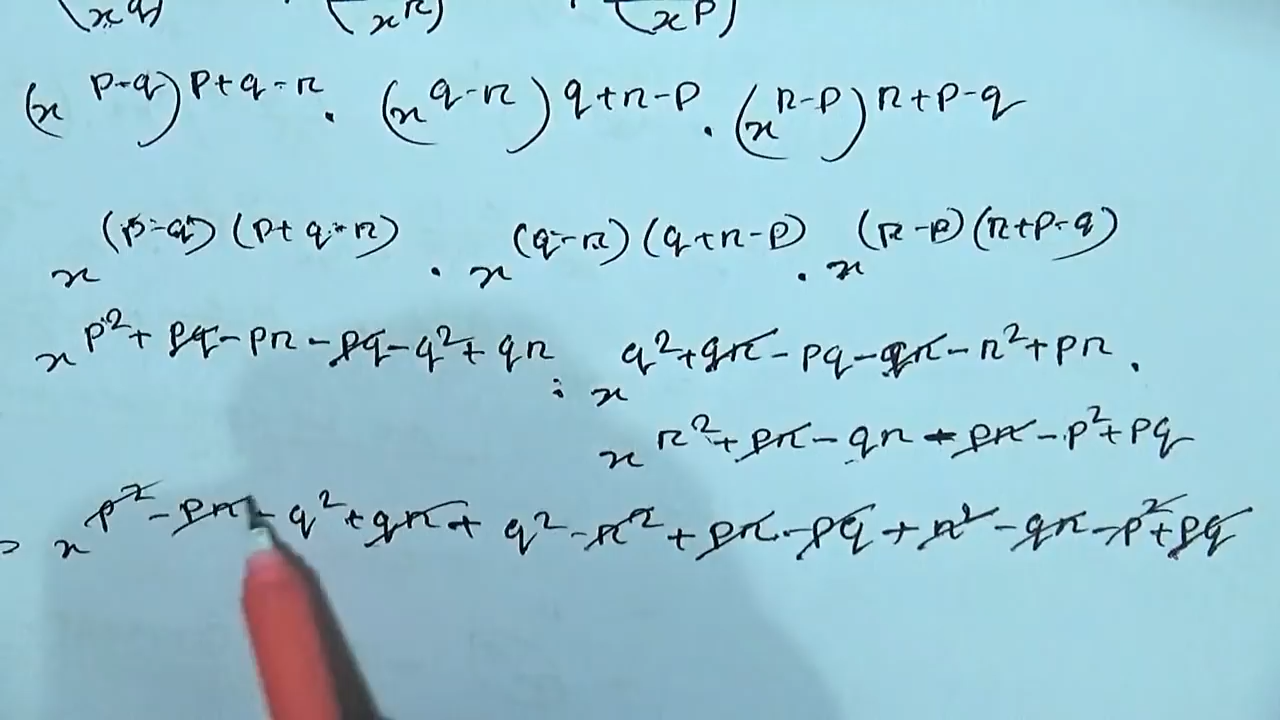 (x^q) (x^r) (x^p)
(x^{p-q})^{p+q-r} . (x^{q-r})^{q+r-p} . (x^{r-p})^{r+p-q}
x^{(p-q)(p+q-r)} . x^{(q-r)(q+r-p)} . x^{(r-p)(r+p-q)}
x^{p²+pq-pr-pq-q²+qr} . x^{q²+qr-pq-qr-r²+pr} .
x^{r²+pr-qr-pr-p²+pq}
x^{p²-pr-q²+qr+q²-r²+pr-pq+r²-qr-p²+pq}